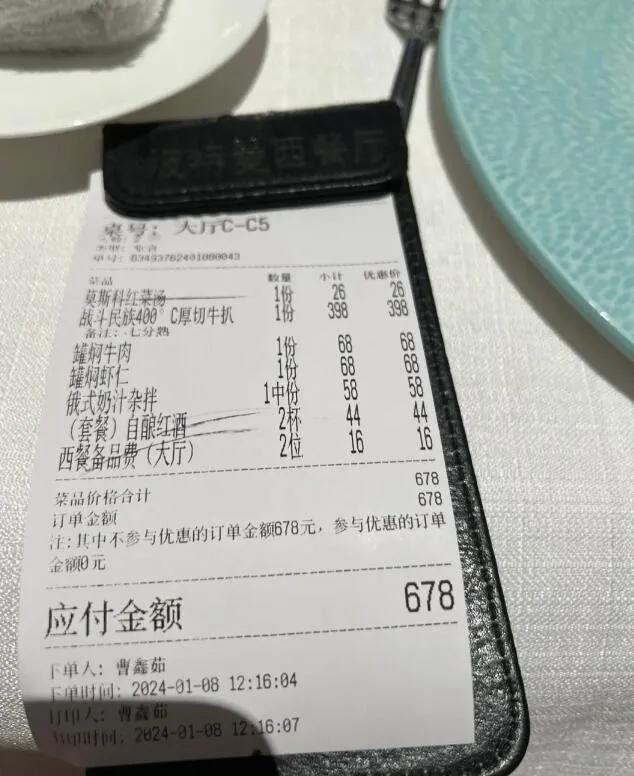 波特曼西餐厅
桌号: 大厅C-C5
单号: 63493762401080043
菜品 数量 小计 优惠价
莫斯科红菜汤 1份 26 26
战斗民族400°C厚切牛扒 1份 398 398
备注: 七分熟
罐焖牛肉 1份 68 68
罐焖虾仁 1份 68 68
俄式奶汁杂拌 1中份 58 58
(套餐)自酿红酒 2杯 44 44
西餐备品费(大厅) 2位 16 16
菜品价格合计 678
订单金额 678
注:其中不参与优惠的订单金额678元, 参与优惠的订单
金额0元
应付金额 678
下单人: 曹鑫茹
下单时间: 2024-01-08 12:16:04
打印人: 曹鑫茹
打印时间: 2024-01-08 12:16:07